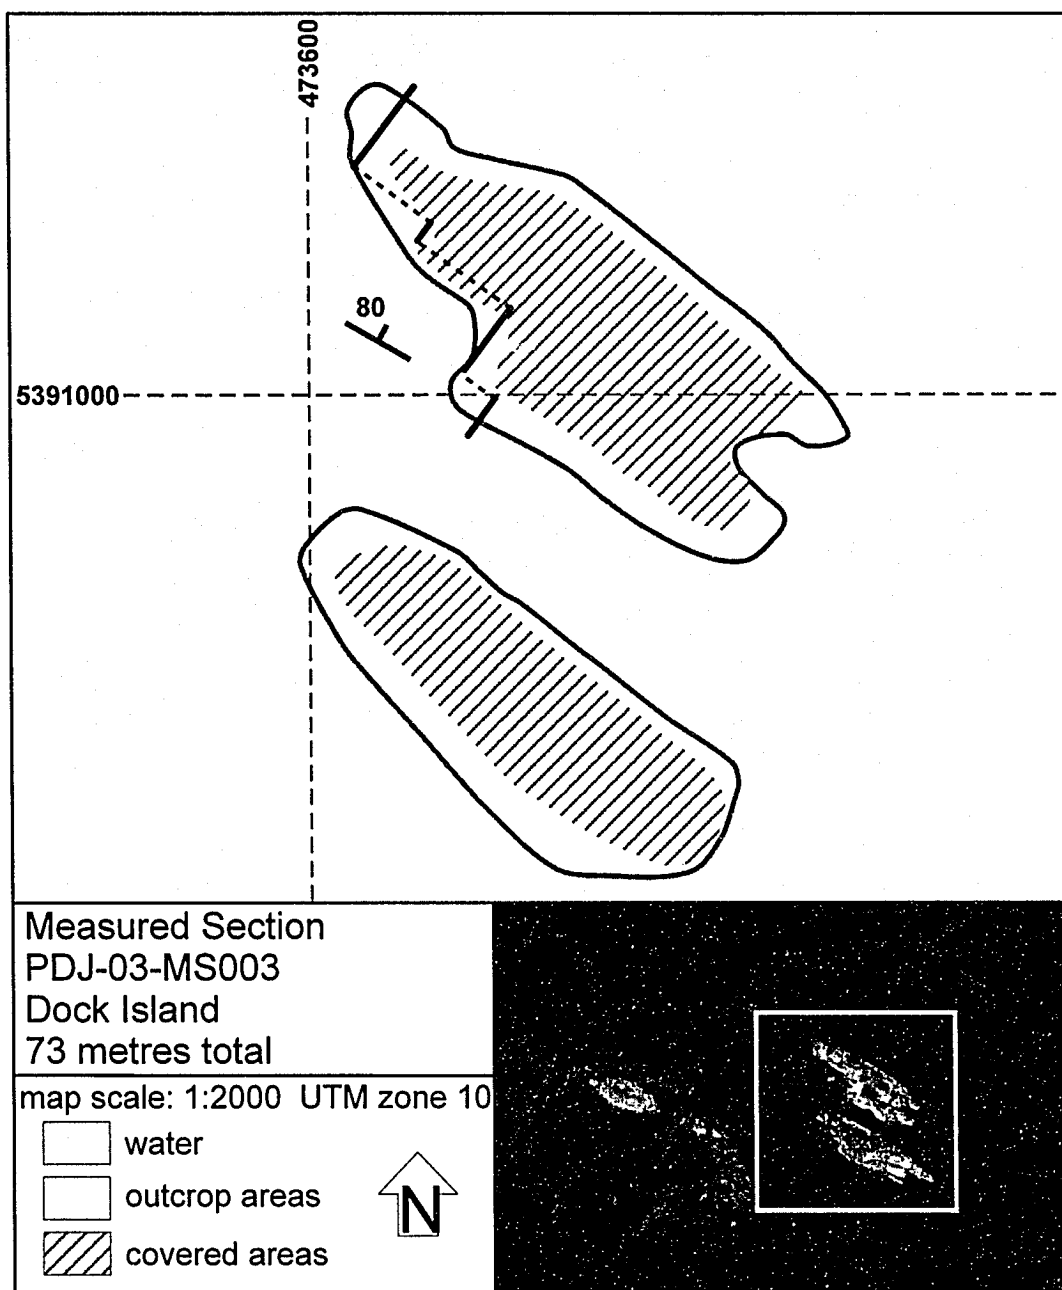 473600
80
5391000
Measured Section
PDJ-03-MS003
Dock Island
73 metres total
map scale: 1:2000 UTM zone 10
water
outcrop areas
N
covered areas